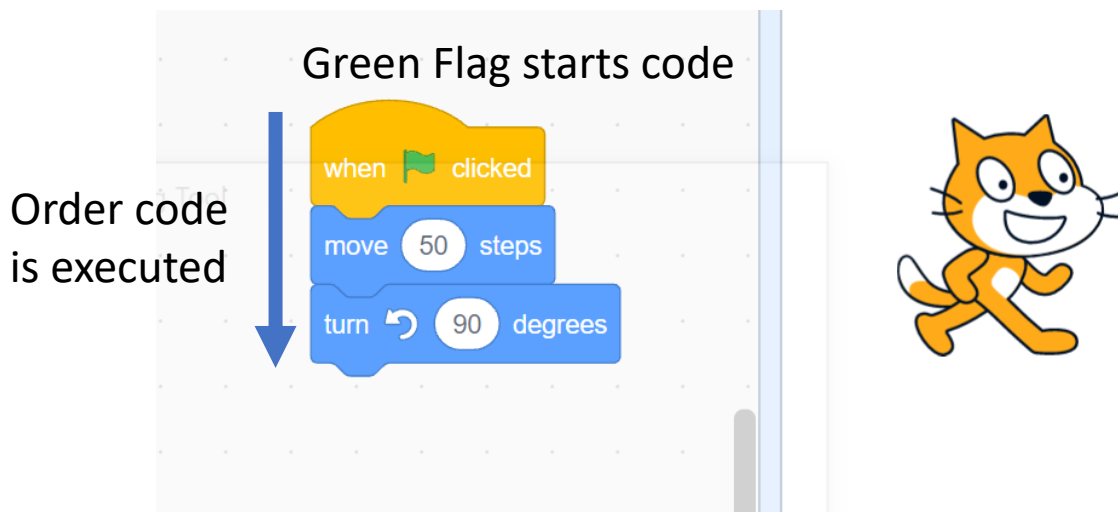 Green Flag starts code
when clicked
Order code
is executed
move 50 steps
turn 90 degrees